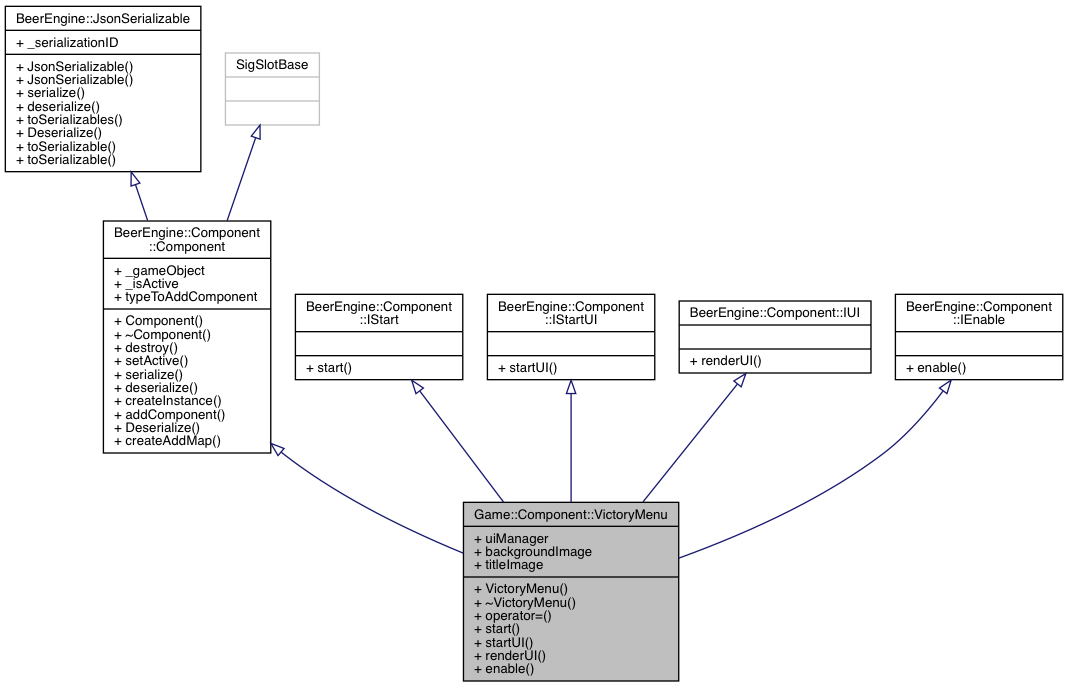 BeerEngine::JsonSerializable
+ _serializationID
+ JsonSerializable()
+ JsonSerializable()
+ serialize()
+ deserialize()
+ toSerializables()
+ Deserialize()
+ toSerializable()
+ toSerializable()
SigSlotBase
BeerEngine::Component
::Component
+ _gameObject
+ _isActive
+ typeToAddComponent
+ Component()
+ ~Component()
+ destroy()
+ setActive()
+ serialize()
+ deserialize()
+ createInstance()
+ addComponent()
+ Deserialize()
+ createAddMap()
BeerEngine::Component
::IStart
+ start()
BeerEngine::Component
::IStartUI
+ startUI()
BeerEngine::Component::IUI
+ renderUI()
BeerEngine::Component
::IEnable
+ enable()
Game::Component::VictoryMenu
+ uiManager
+ backgroundImage
+ titleImage
+ VictoryMenu()
+ ~VictoryMenu()
+ operator=()
+ start()
+ startUI()
+ renderUI()
+ enable()